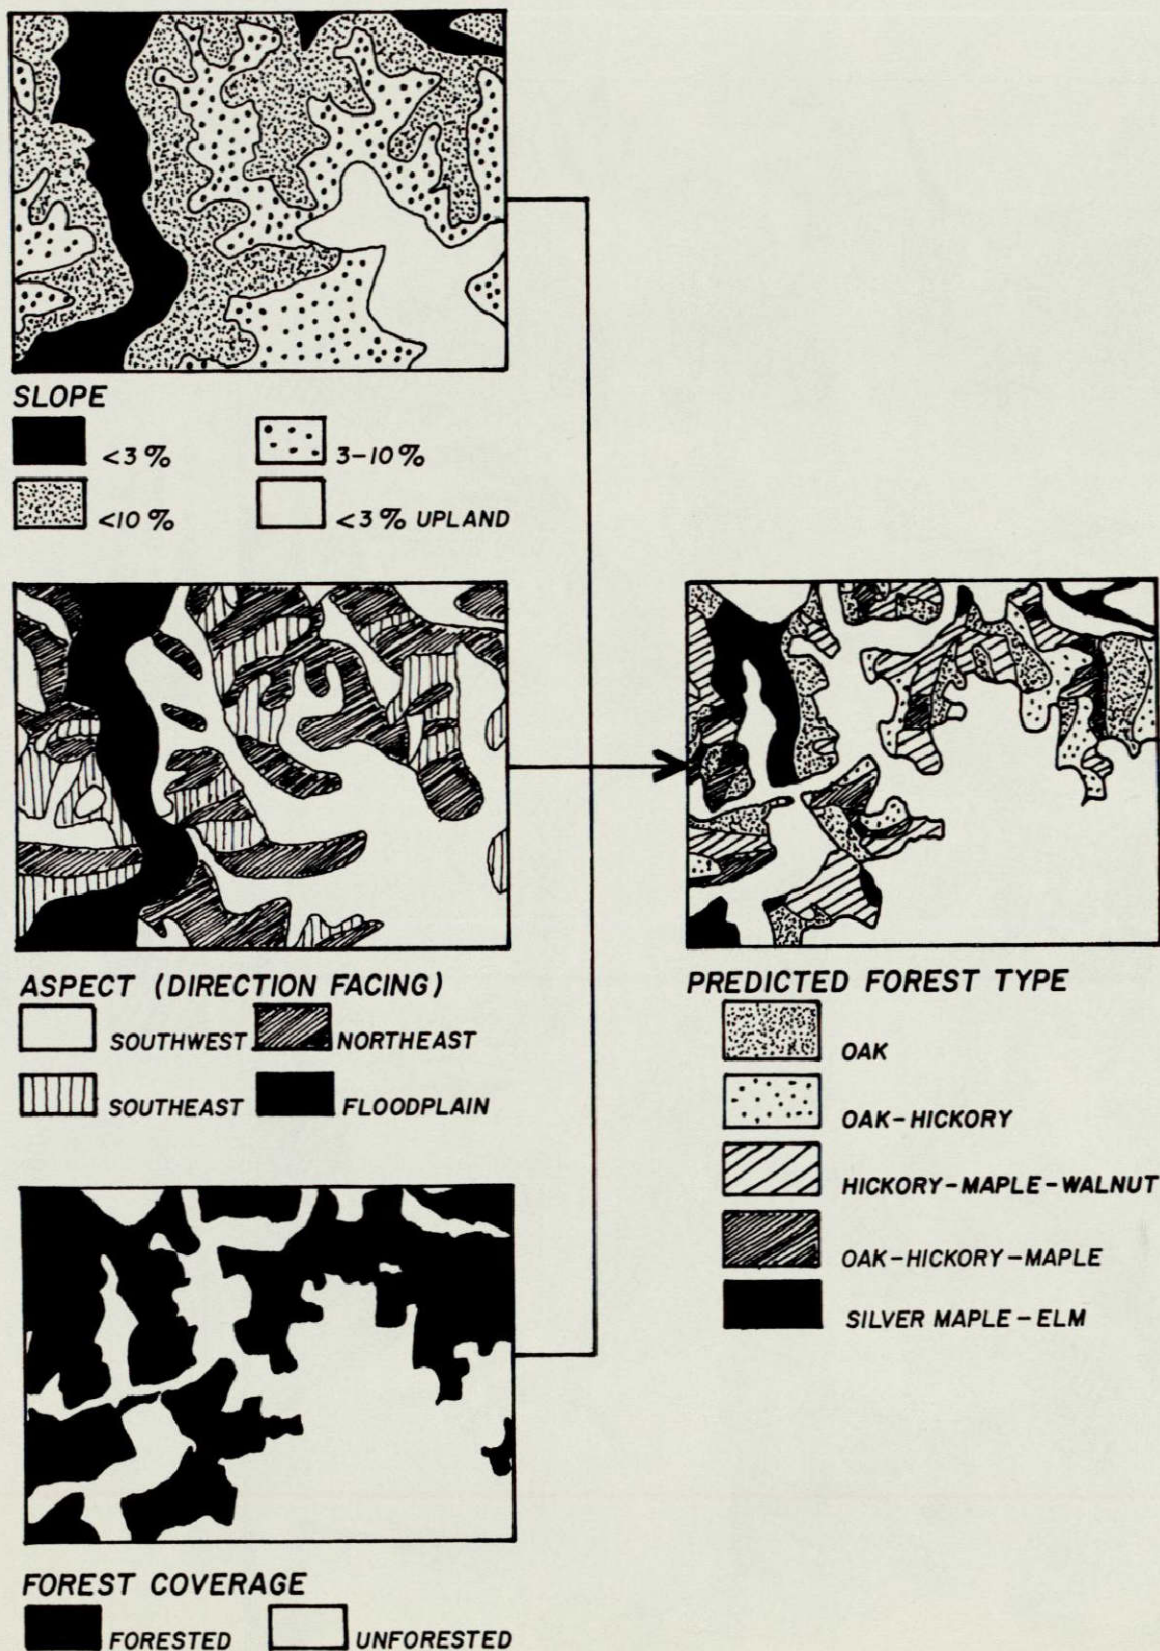 SLOPE
<3%
3-10%
<10%
<3% UPLAND
ASPECT (DIRECTION FACING)
SOUTHWEST
NORTHEAST
SOUTHEAST
FLOODPLAIN
FOREST COVERAGE
FORESTED
UNFORESTED
PREDICTED FOREST TYPE
OAK
OAK-HICKORY
HICKORY-MAPLE-WALNUT
OAK-HICKORY-MAPLE
SILVER MAPLE-ELM